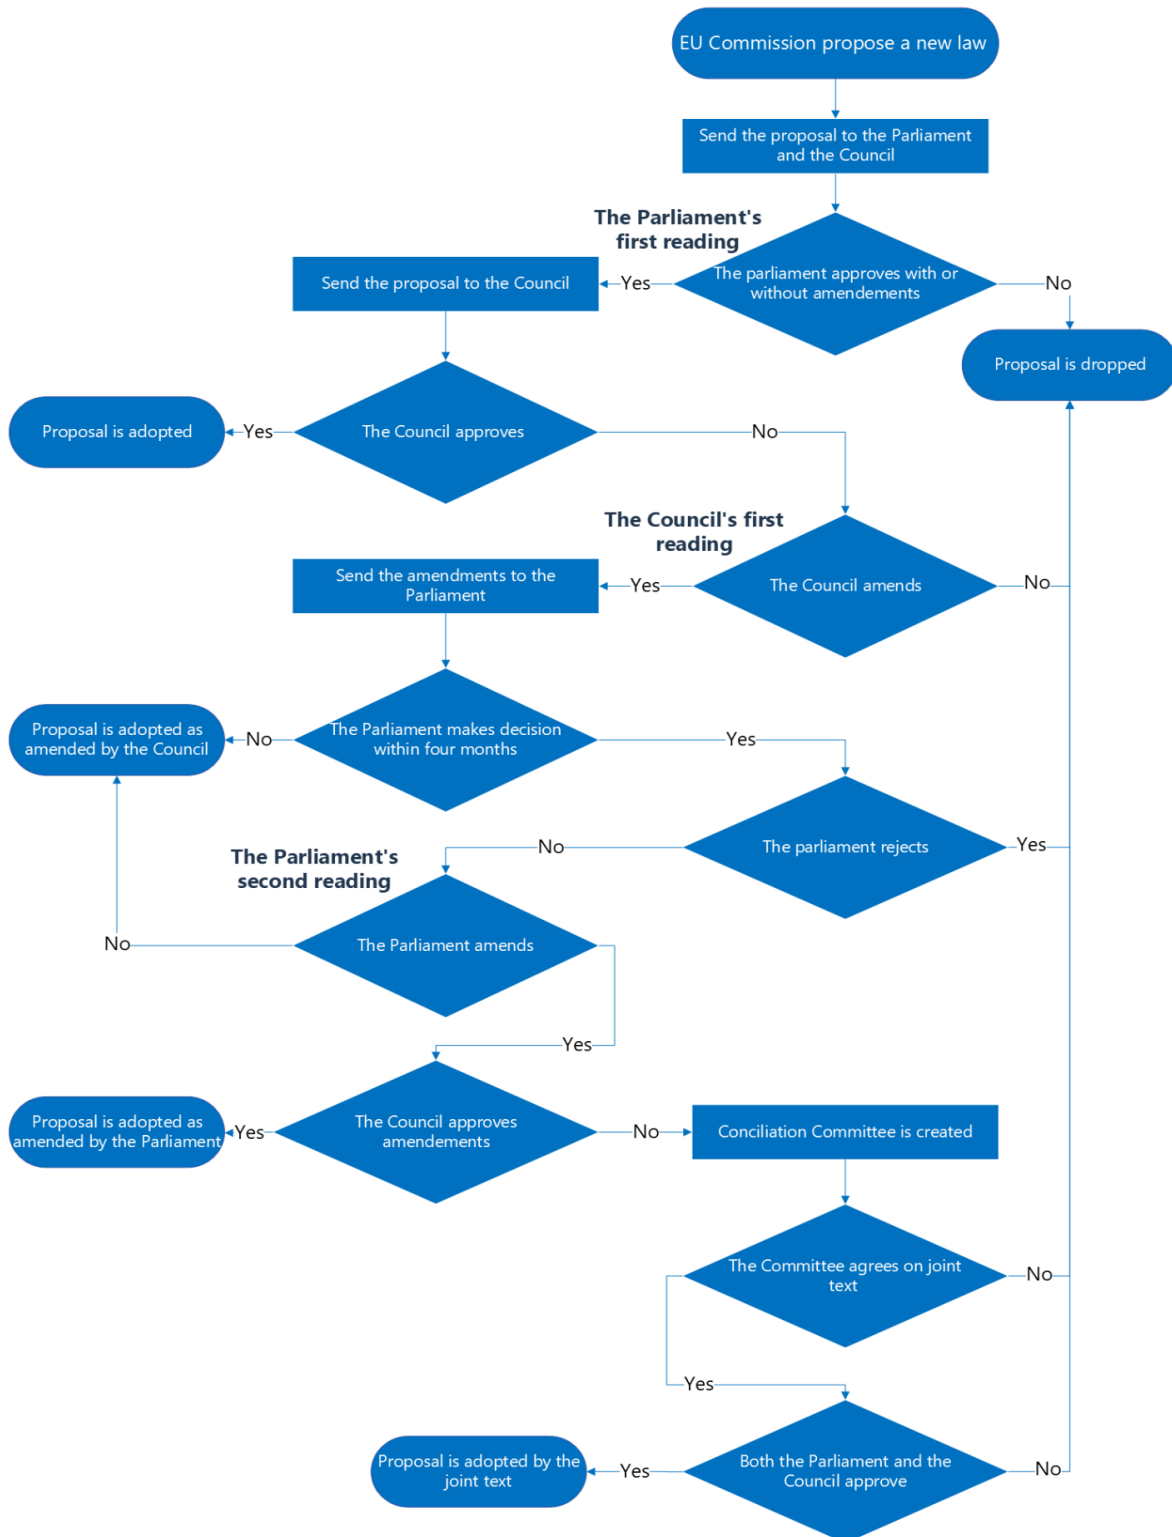 EU Commission propose a new law
Send the proposal to the Parliament
and the Council
The Parliament's
first reading
The parliament approves with or
without amendements
Yes
No
Send the proposal to the Council
Proposal is dropped
The Council approves
Yes
No
Proposal is adopted
The Council's first
reading
The Council amends
Yes
No
Send the amendments to the
Parliament
The Parliament makes decision
within four months
No
Yes
Proposal is adopted as
amended by the Council
The parliament rejects
No
Yes
The Parliament's
second reading
The Parliament amends
No
Yes
The Council approves
amendements
Yes
No
Proposal is adopted as
amended by the Parliament
Conciliation Committee is created
The Committee agrees on joint
text
No
Yes
Both the Parliament and the
Council approve
Yes
No
Proposal is adopted by the
joint text